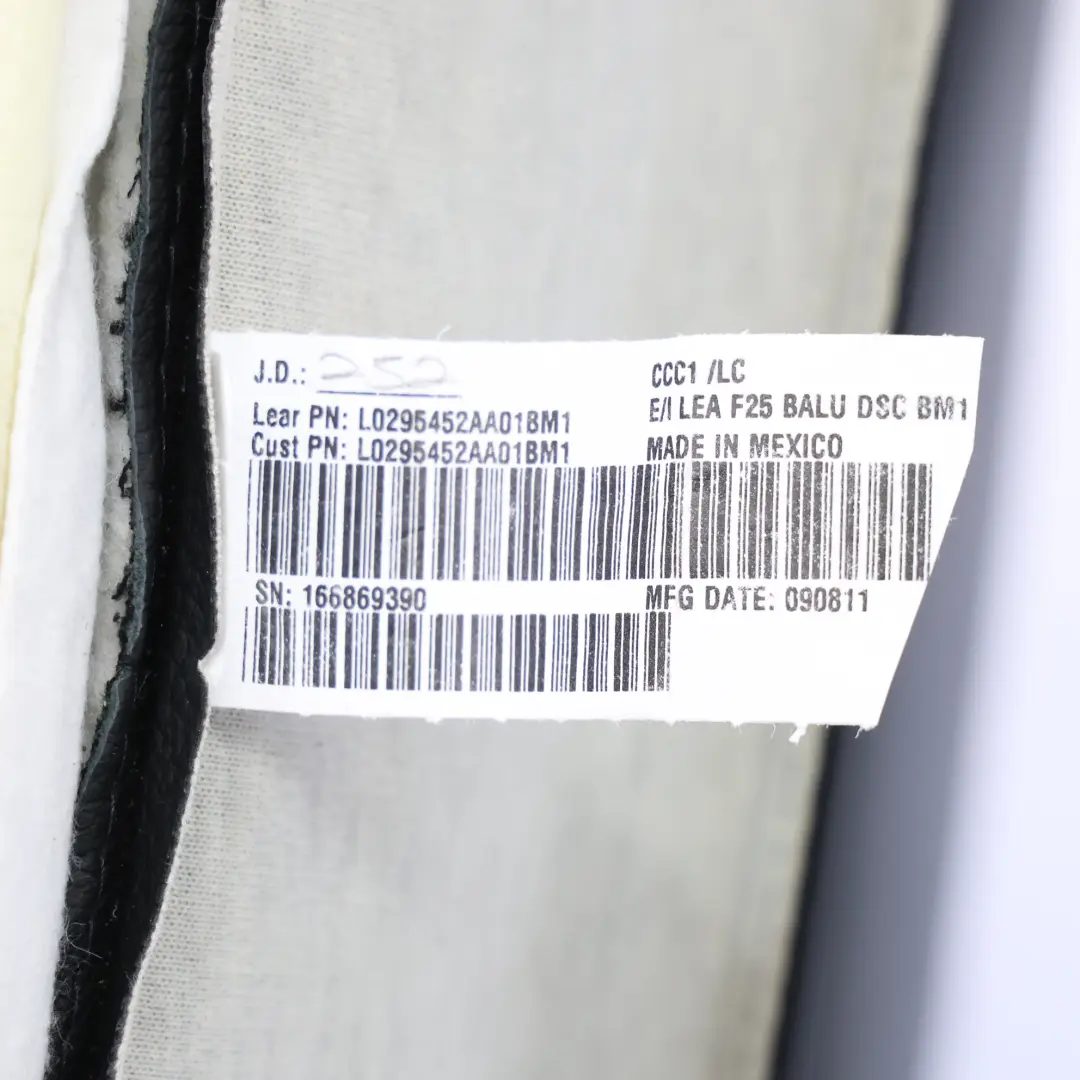 J.D.: 252
CCC1 /LC
Lear PN: L0295452AA01BM1
E/I LEA F25 BALU DSC BM1
Cust PN: L0295452AA01BM1
MADE IN MEXICO
SN: 166869390
MFG DATE: 090811